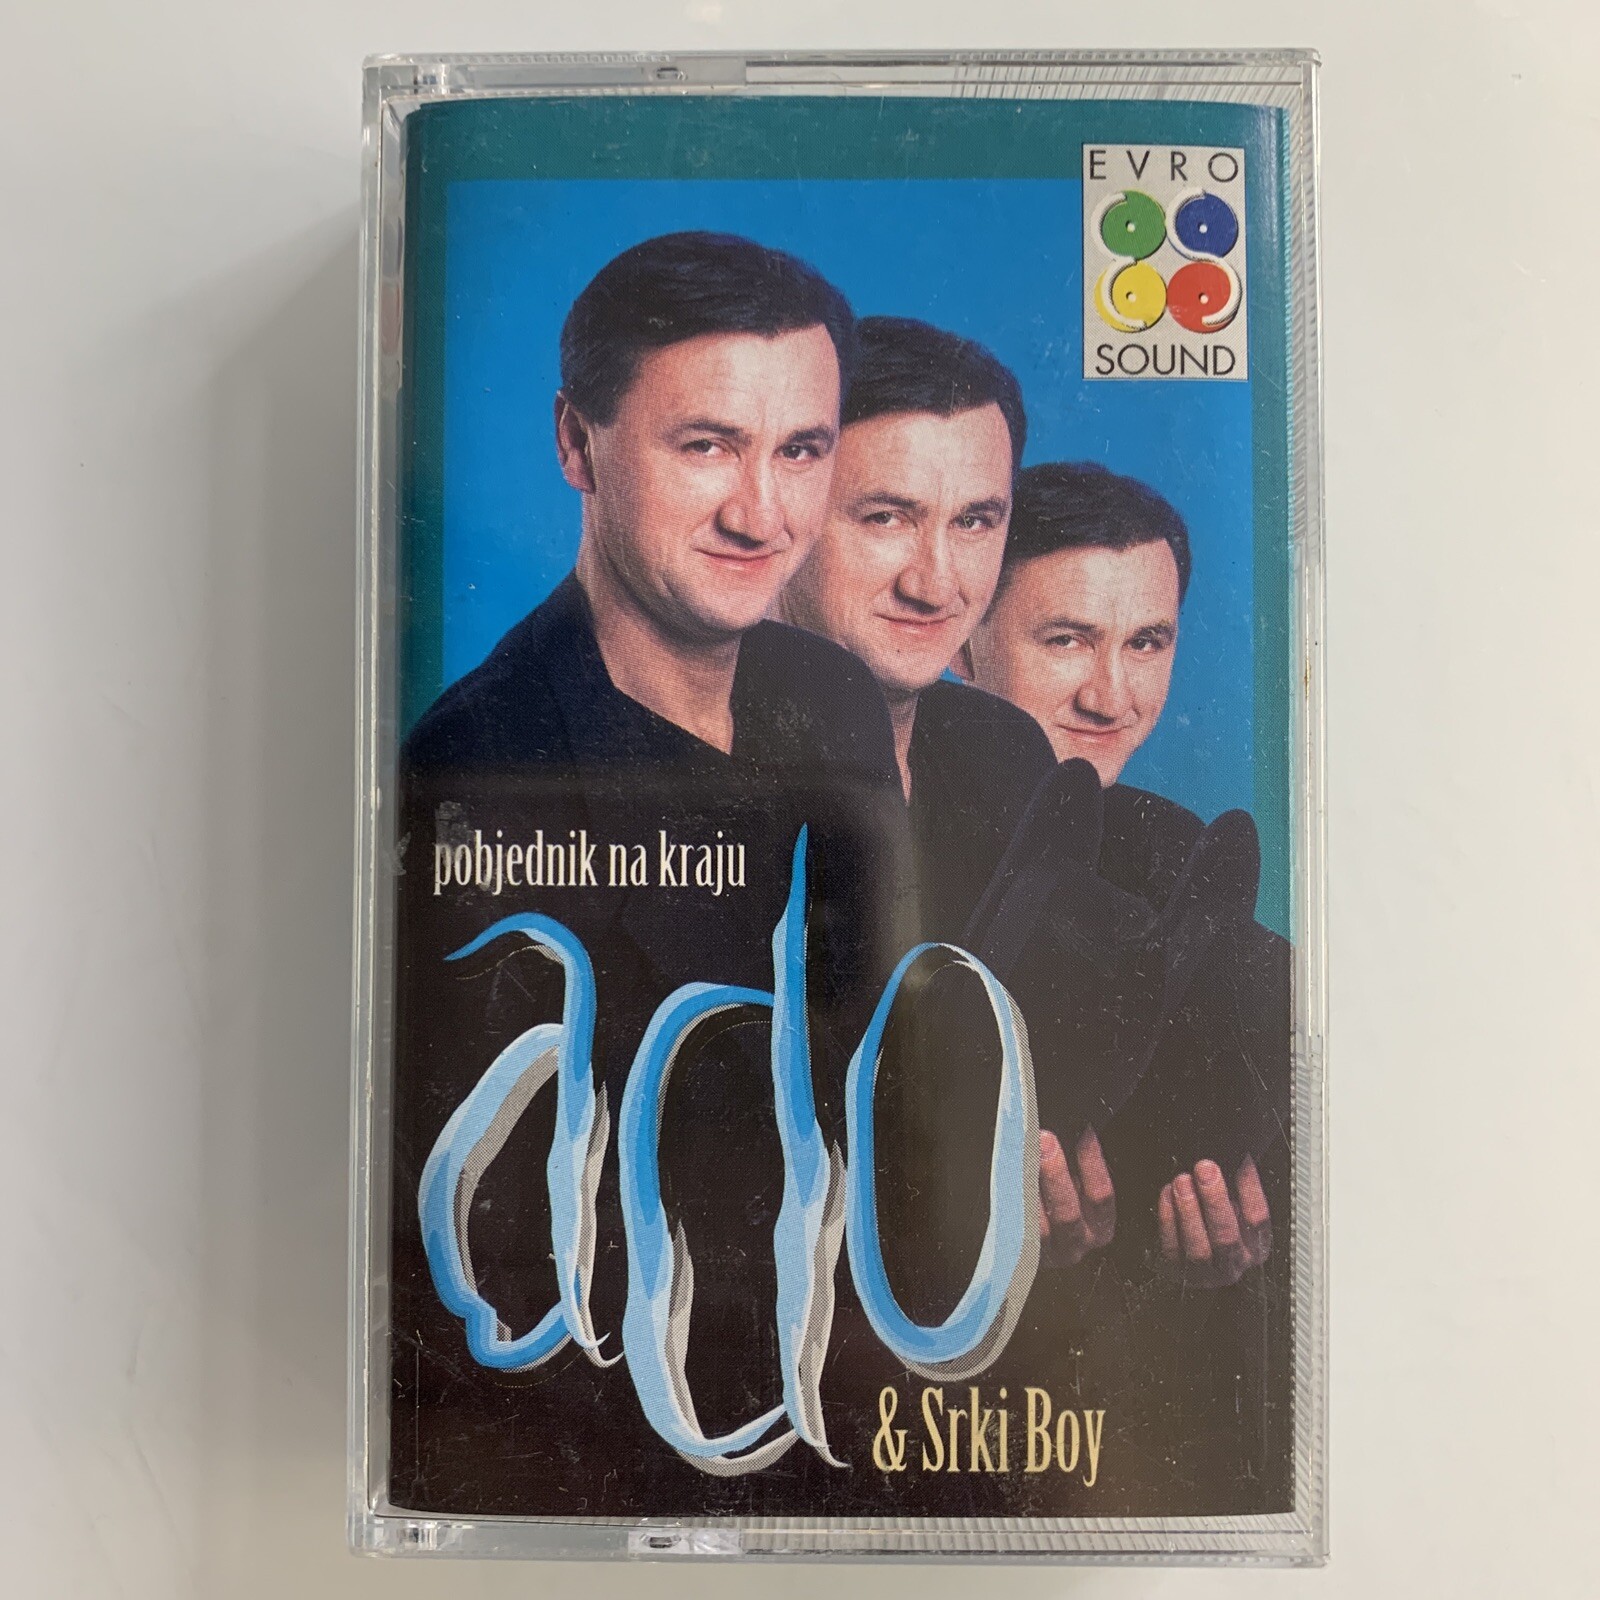 EVRO
SOUND
pobjednik na kraju
ado
& Srki Boy